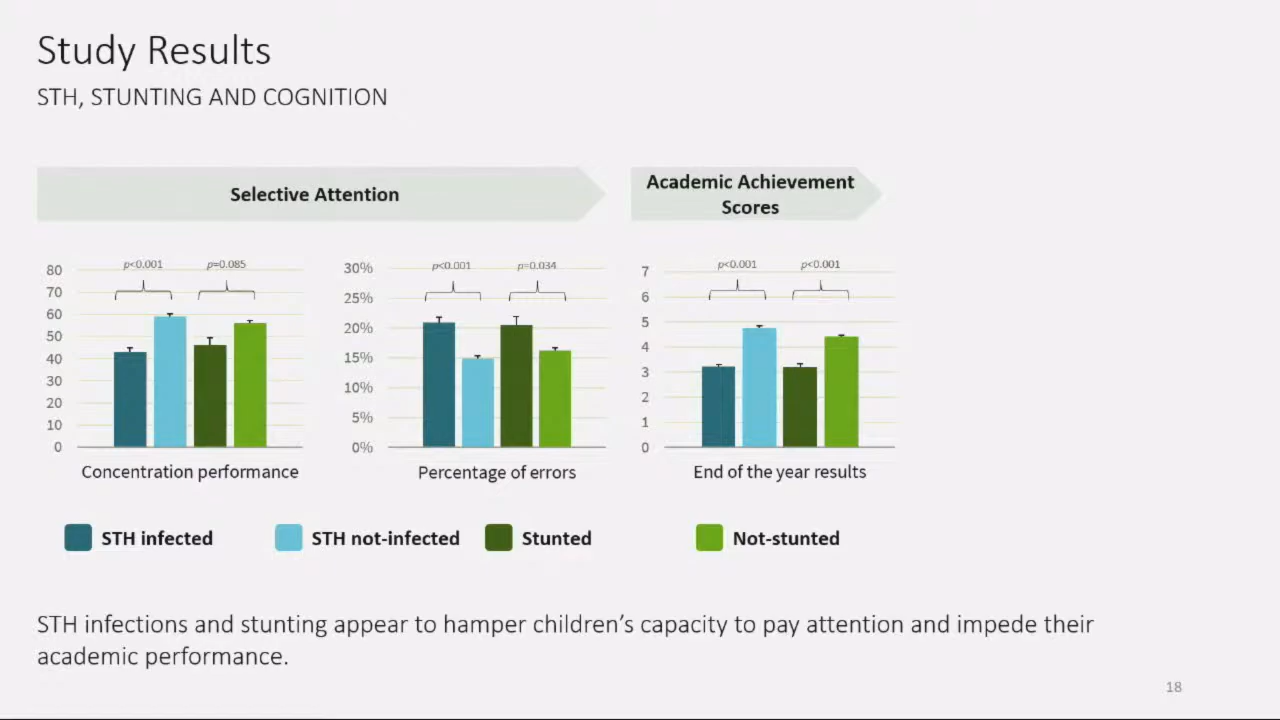 Study Results
STH, STUNTING AND COGNITION
Selective Attention
Academic Achievement
Scores
80
70
60
50
40
30
20
10
0
p<0.001
p=0.085
Concentration performance
30%
25%
20%
15%
10%
5%
0%
p<0.001
p=0.034
Percentage of errors
7
6
5
4
3
2
1
0
p<0.001
p<0.001
End of the year results
STH infected
STH not-infected
Stunted
Not-stunted
STH infections and stunting appear to hamper children’s capacity to pay attention and impede their
academic performance.
18